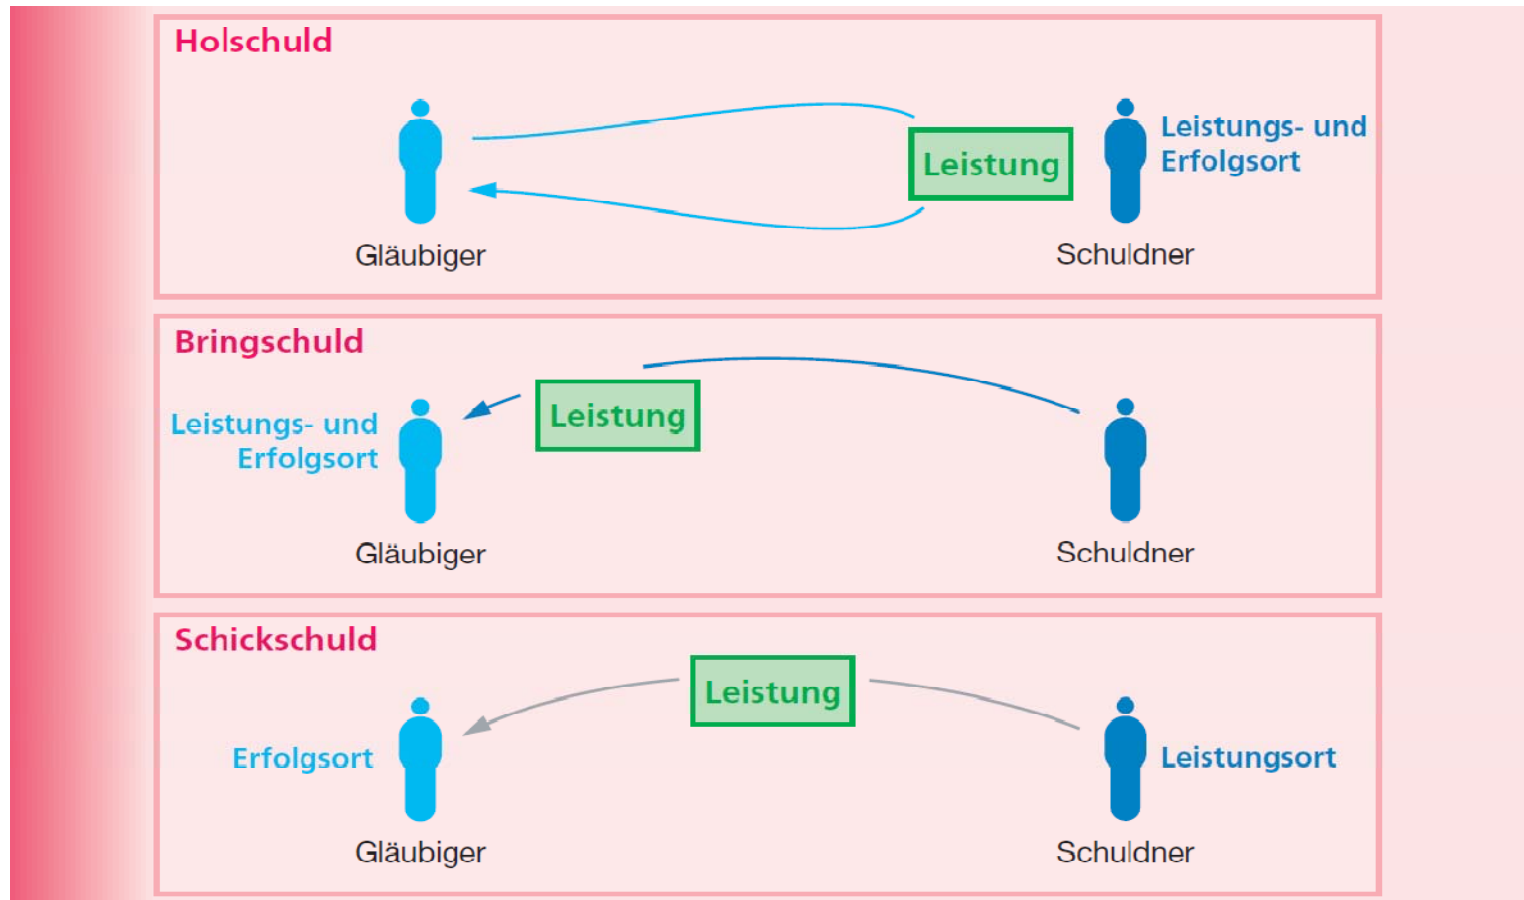 Holschuld
Leistung
Leistungs- und
Erfolgsort
Gläubiger
Schuldner
Bringschuld
Leistungs- und
Erfolgsort
Leistung
Gläubiger
Schuldner
Schickschuld
Leistung
Erfolgsort
Leistungsort
Gläubiger
Schuldner